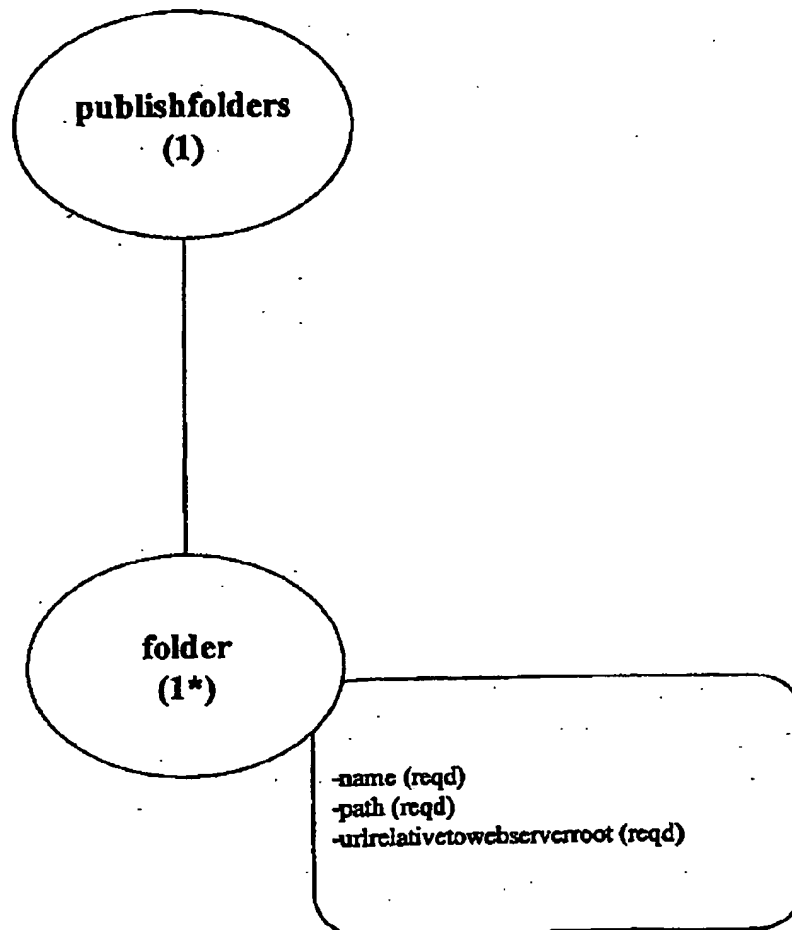 publishfolders
(1)
folder
(1*)
-name (reqd)
-path (reqd)
-urlrelativetowebserverroot (reqd)